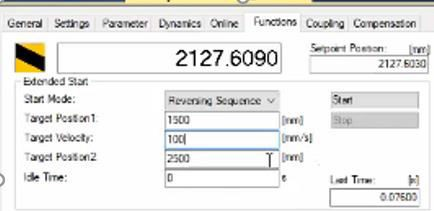 General Settings Parameter Dynamics Online Functions Coupling Compensation
2127.6090
Setpoint Position: [mm]
2127.6030
Extended Start
Start Mode: Reversing Sequence Start
Target Position1: 1500 [mm] Stop
Target Velocity: 100 [mm/s]
Target Position2: 2500 [mm]
Idle Time: 0 s Last Time: [s]
0.07600